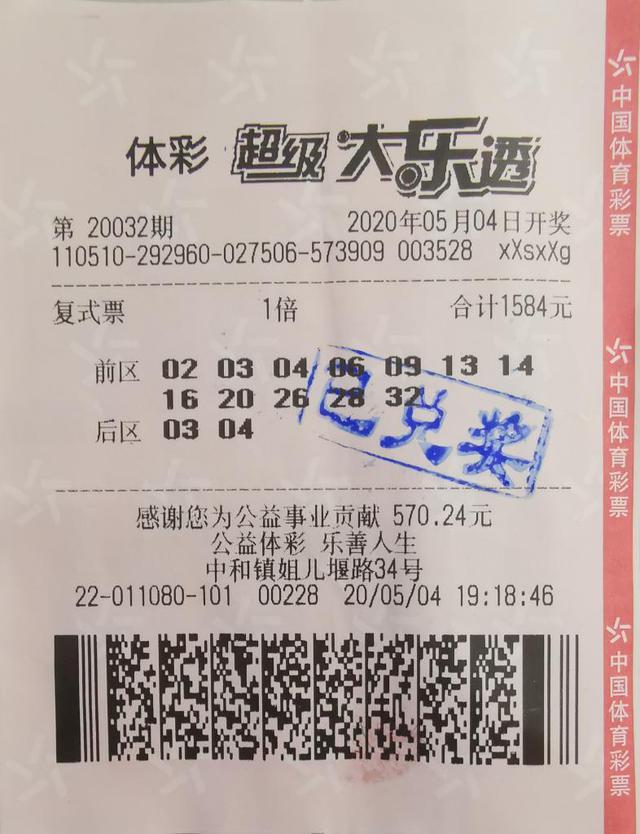 体彩 超级大乐透
第 20032期 2020年05月04日开奖
110510-292960-027506-573909 003528 xXsxXg
复式票 1倍 合计1584元
前区 02 03 04 06 09 13 14
16 20 26 28 32
后区 03 04
已兑奖
感谢您为公益事业贡献 570.24元
公益体彩 乐善人生
中和镇姐儿堰路34号
22-011080-101 00228 20/05/04 19:18:46
中国体育彩票
中国体育彩票
中国体育彩票